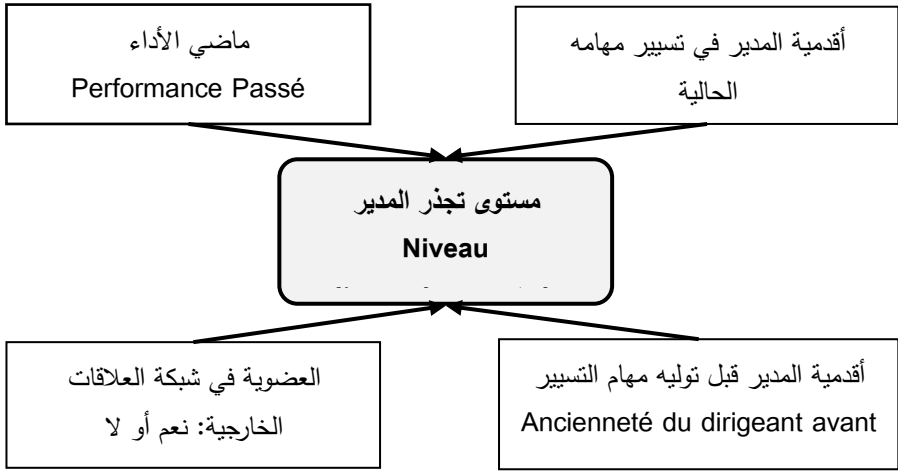 أقدمية المدير في تسيير مهامه
الحالية
ماضي الأداء
Performance Passé
مستوى تجذر المدير
Niveau
أقدمية المدير قبل توليه مهام التسيير
Ancienneté du dirigeant avant
العضوية في شبكة العلاقات
الخارجية: نعم أو لا